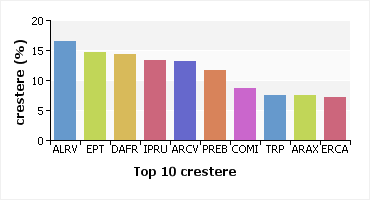 crestere (%)
20
15
10
5
0
ALRV EPT DAFR IPRU ARCV PREB COMI TRP ARAX ERCA
Top 10 crestere